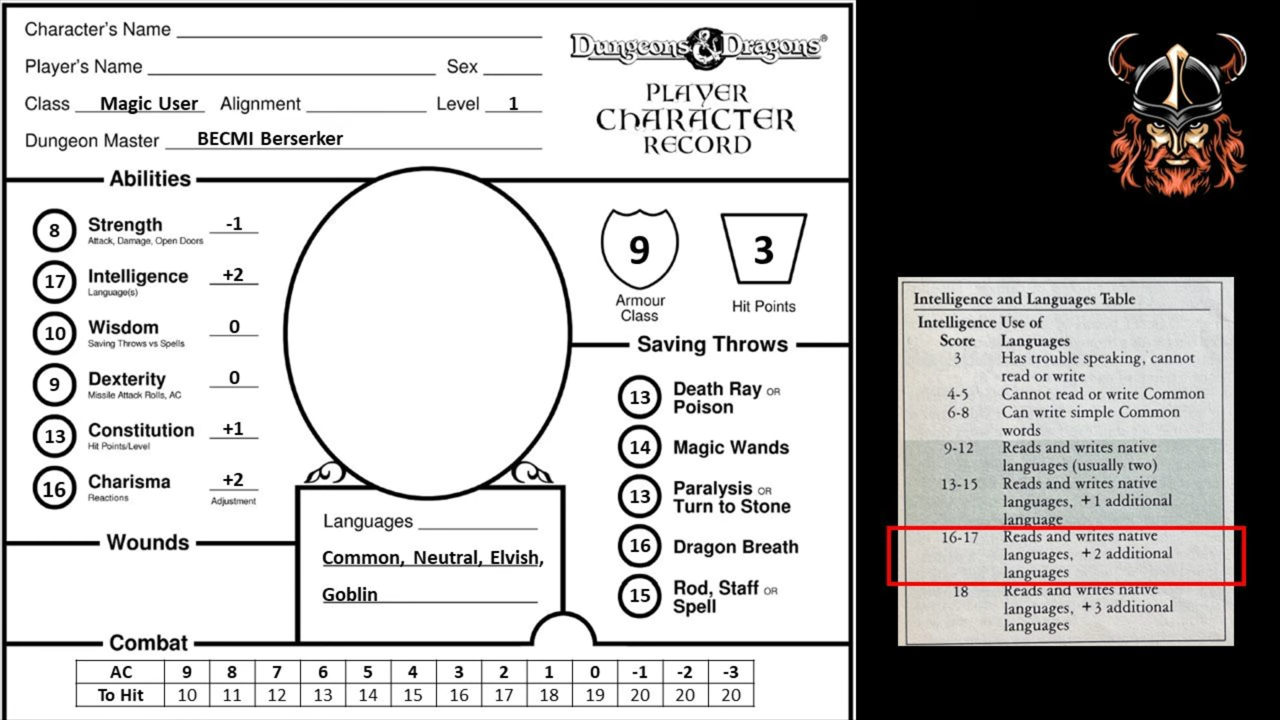 Character's Name
Dungeons & Dragons®
Player's Name Sex
Class Magic User Alignment Level 1
PLAYER
CHARACTER
RECORD
Dungeon Master BECMI Berserker
Abilities
8 Strength -1
Attack, Damage, Open Doors
17 Intelligence +2
Language(s)
10 Wisdom 0
Saving Throws vs Spells
9 Dexterity 0
Missile Attack Rolls, AC
13 Constitution +1
Hit Points/Level
16 Charisma +2
Reactions Adjustment
9
Armour
Class
3
Hit Points
Saving Throws
13 Death Ray OR
Poison
14 Magic Wands
13 Paralysis OR
Turn to Stone
16 Dragon Breath
15 Rod, Staff OR
Spell
Wounds
Languages
Common, Neutral, Elvish,
Goblin
Combat
AC 9 8 7 6 5 4 3 2 1 0 -1 -2 -3
To Hit 10 11 12 13 14 15 16 17 18 19 20 20 20
Intelligence and Languages Table
Intelligence Use of
Score Languages
3 Has trouble speaking, cannot
read or write
4-5 Cannot read or write Common
6-8 Can write simple Common
words
9-12 Reads and writes native
languages (usually two)
13-15 Reads and writes native
languages, +1 additional
language
16-17 Reads and writes native
languages, +2 additional
languages
18 Reads and writes native
languages, +3 additional
languages